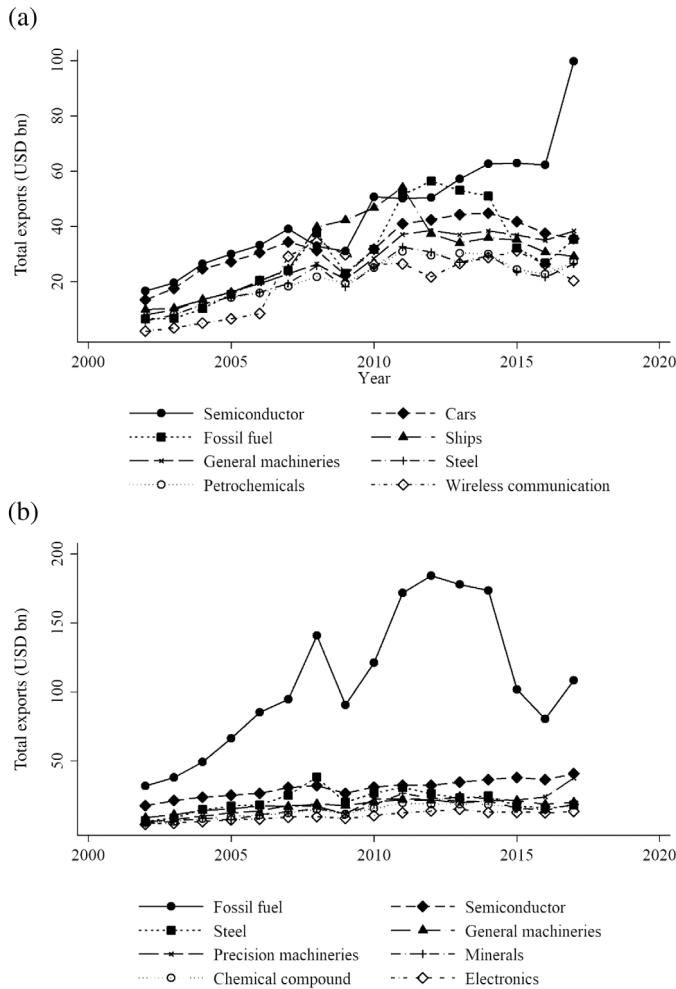 (a)
Total exports (USD bn)
100
80
60
40
20
2000 2005 2010 2015 2020
Year
Semiconductor Cars
Fossil fuel Ships
General machineries Steel
Petrochemicals Wireless communication
(b)
Total exports (USD bn)
200
150
100
50
2000 2005 2010 2015 2020
Fossil fuel Semiconductor
Steel General machineries
Precision machineries Minerals
Chemical compound Electronics